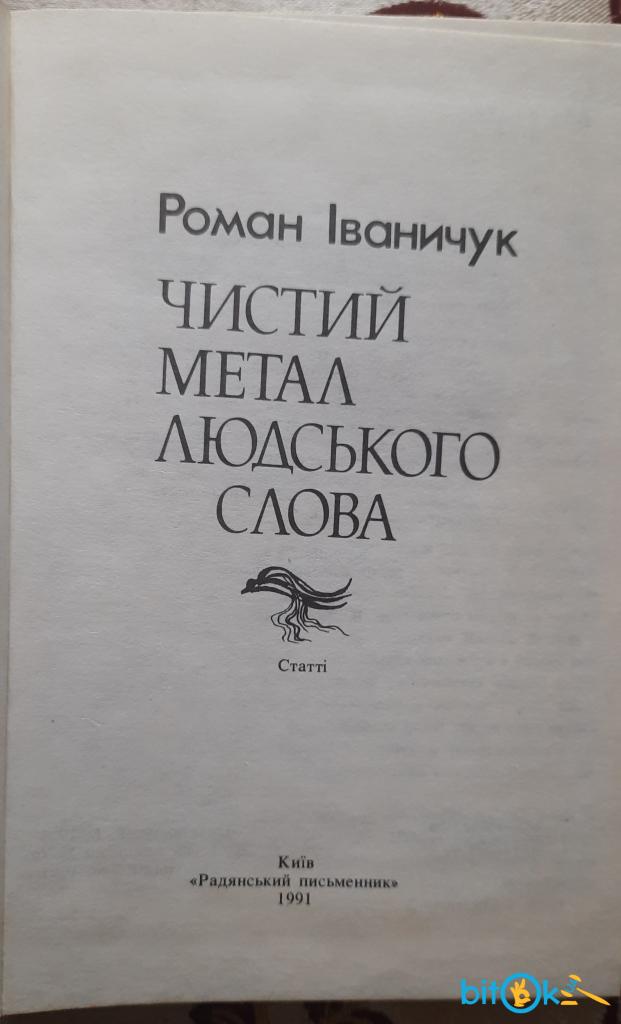 Роман Іваничук
ЧИСТИЙ
МЕТАЛ
ЛЮДСЬКОГО
СЛОВА
Статті
Київ
«Радянський письменник»
1991
bitOk